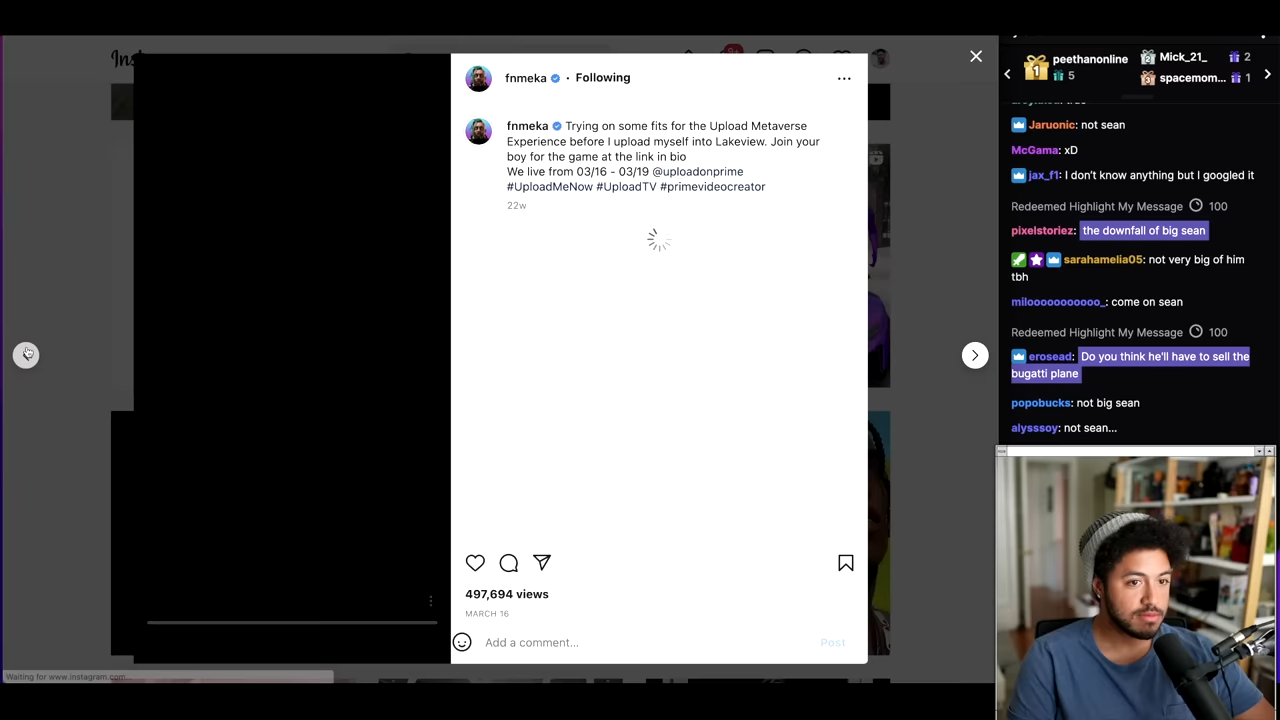 fnmeka • Following
fnmeka Trying on some fits for the Upload Metaverse
Experience before I upload myself into Lakeview. Join your
boy for the game at the link in bio
We live from 03/16 - 03/19 @uploadonprime
#UploadMeNow #UploadTV #primevideocreator
22w
497,694 views
MARCH 16
Add a comment...
Post
Waiting for www.instagram.com...
1 peethanonline
5
2 Mick_21_ 2
3 spacemom... 1
Jaruonic: not sean
McGama: xD
jax_f1: I don't know anything but I googled it
Redeemed Highlight My Message 100
pixelstoriez: the downfall of big sean
sarahamelia05: not very big of him
tbh
milooooooooooo_: come on sean
Redeemed Highlight My Message 100
erosead: Do you think he'll have to sell the
bugatti plane
popobucks: not big sean
alysssoy: not sean...